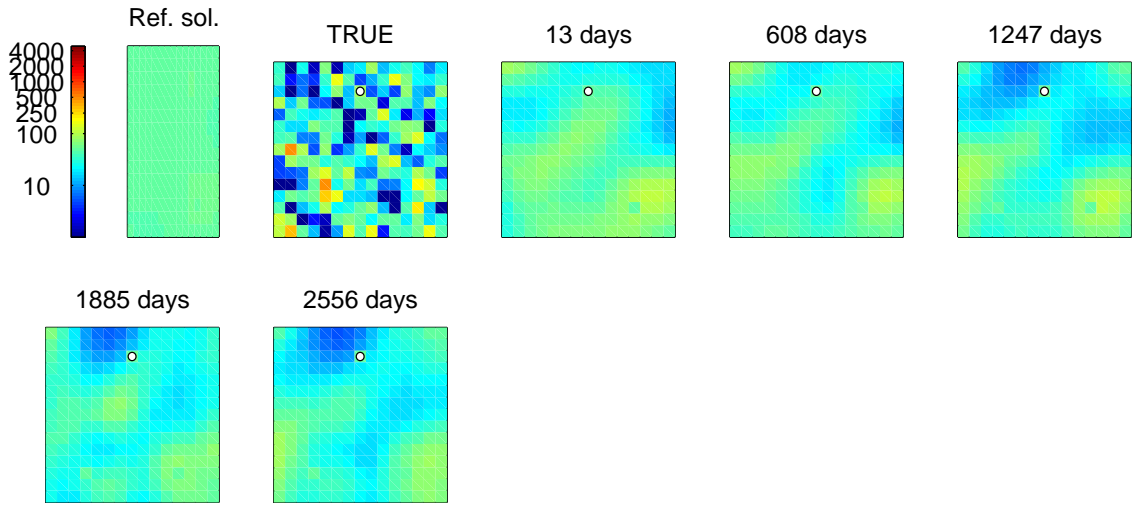 Ref. sol.
TRUE
13 days
608 days
1247 days
4000
2000
1000
500
250
100
10
1885 days
2556 days